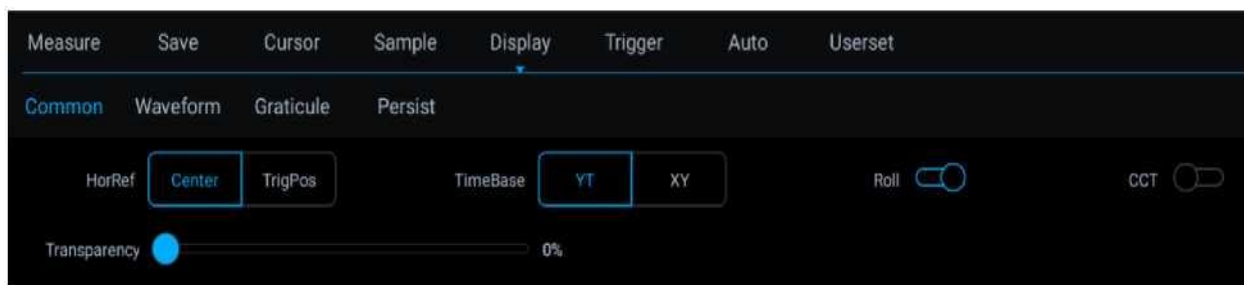 Measure Save Cursor Sample Display Trigger Auto Userset
Common Waveform Graticule Persist
HorRef Center TrigPos TimeBase YT XY Roll CCT
Transparency 0%